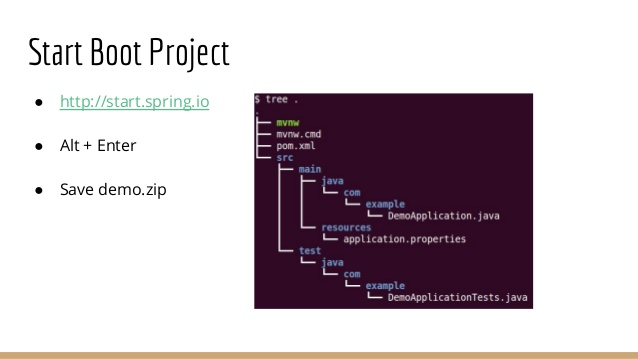 Start Boot Project
● http://start.spring.io
● Alt + Enter
● Save demo.zip
$ tree .
.
├── mvnw
├── mvnw.cmd
├── pom.xml
└── src
    ├── main
    │   ├── java
    │   │   └── com
    │   │       └── example
    │   │           └── DemoApplication.java
    │   └── resources
    │       └── application.properties
    └── test
        └── java
            └── com
                └── example
                    └── DemoApplicationTests.java